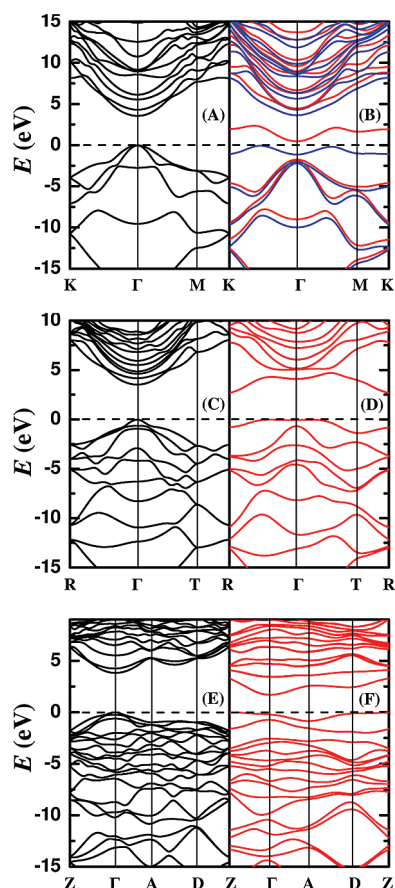 15
10
5
0
-5
-10
-15
E (eV)
(A)
(B)
K Γ M K Γ M K
10
5
0
-5
-10
-15
E (eV)
(C)
(D)
R Γ T R Γ T R
5
0
-5
-10
-15
E (eV)
(E)
(F)
Z Γ A D Z Γ A D Z